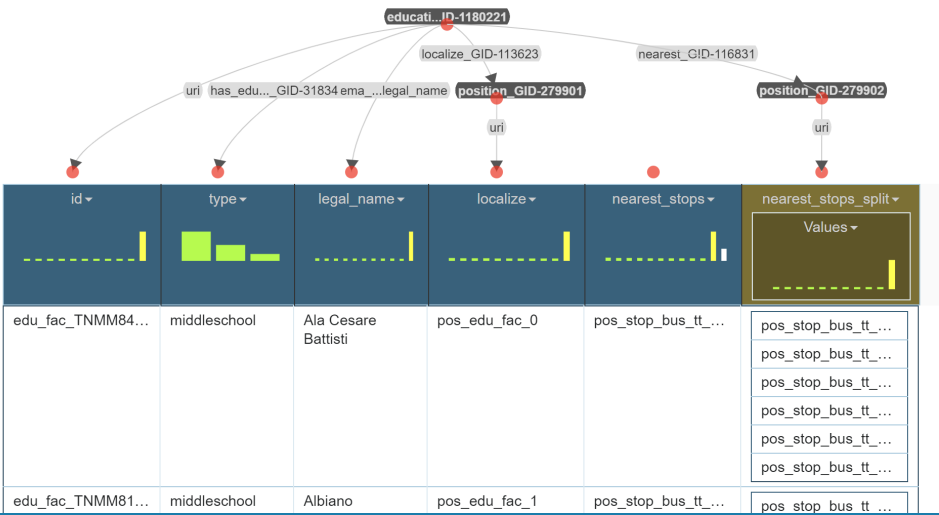 educati...ID-1180221
localize_GID-113623
nearest_GID-116831
uri
has_edu..._GID-31834
ema_...legal_name
position_GID-279901
position_GID-279902
uri
uri
id
type
legal_name
localize
nearest_stops
nearest_stops_split
Values
edu_fac_TNMM84...
middleschool
Ala Cesare
Battisti
pos_edu_fac_0
pos_stop_bus_tt_...
pos_stop_bus_tt_...
pos_stop_bus_tt_...
pos_stop_bus_tt_...
pos_stop_bus_tt_...
pos_stop_bus_tt_...
pos_stop_bus_tt_...
edu_fac_TNMM81...
middleschool
Albiano
pos_edu_fac_1
pos_stop_bus_tt_...
pos_stop_bus_tt_...